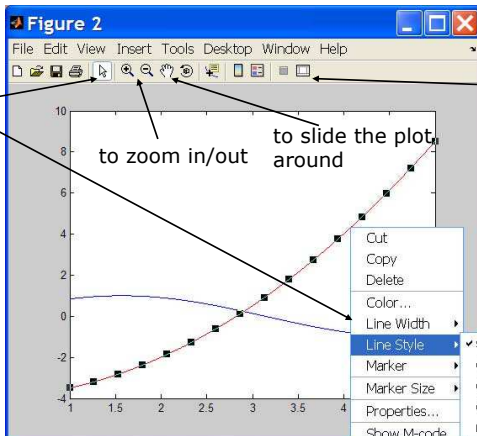 Figure 2
File Edit View Insert Tools Desktop Window Help
10
8
6
4
2
0
-2
-4
to zoom in/out
to slide the plot
around
1
1.5
2
2.5
3
3.5
4
Cut
Copy
Delete
Color...
Line Width
Line Style
Marker
Marker Size
Properties...
Show M-code